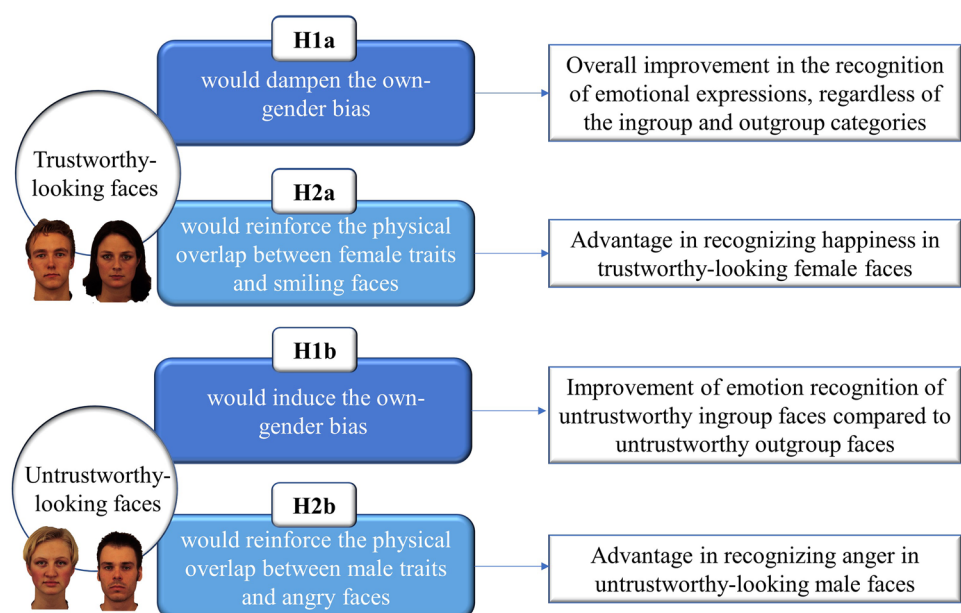 H1a
would dampen the own-
gender bias
Overall improvement in the recognition
of emotional expressions, regardless of
the ingroup and outgroup categories
Trustworthy-
looking faces
H2a
would reinforce the physical
overlap between female traits
and smiling faces
Advantage in recognizing happiness in
trustworthy-looking female faces
H1b
would induce the own-
gender bias
Improvement of emotion recognition of
untrustworthy ingroup faces compared to
untrustworthy outgroup faces
Untrustworthy-
looking faces
H2b
would reinforce the physical
overlap between male traits
and angry faces
Advantage in recognizing anger in
untrustworthy-looking male faces